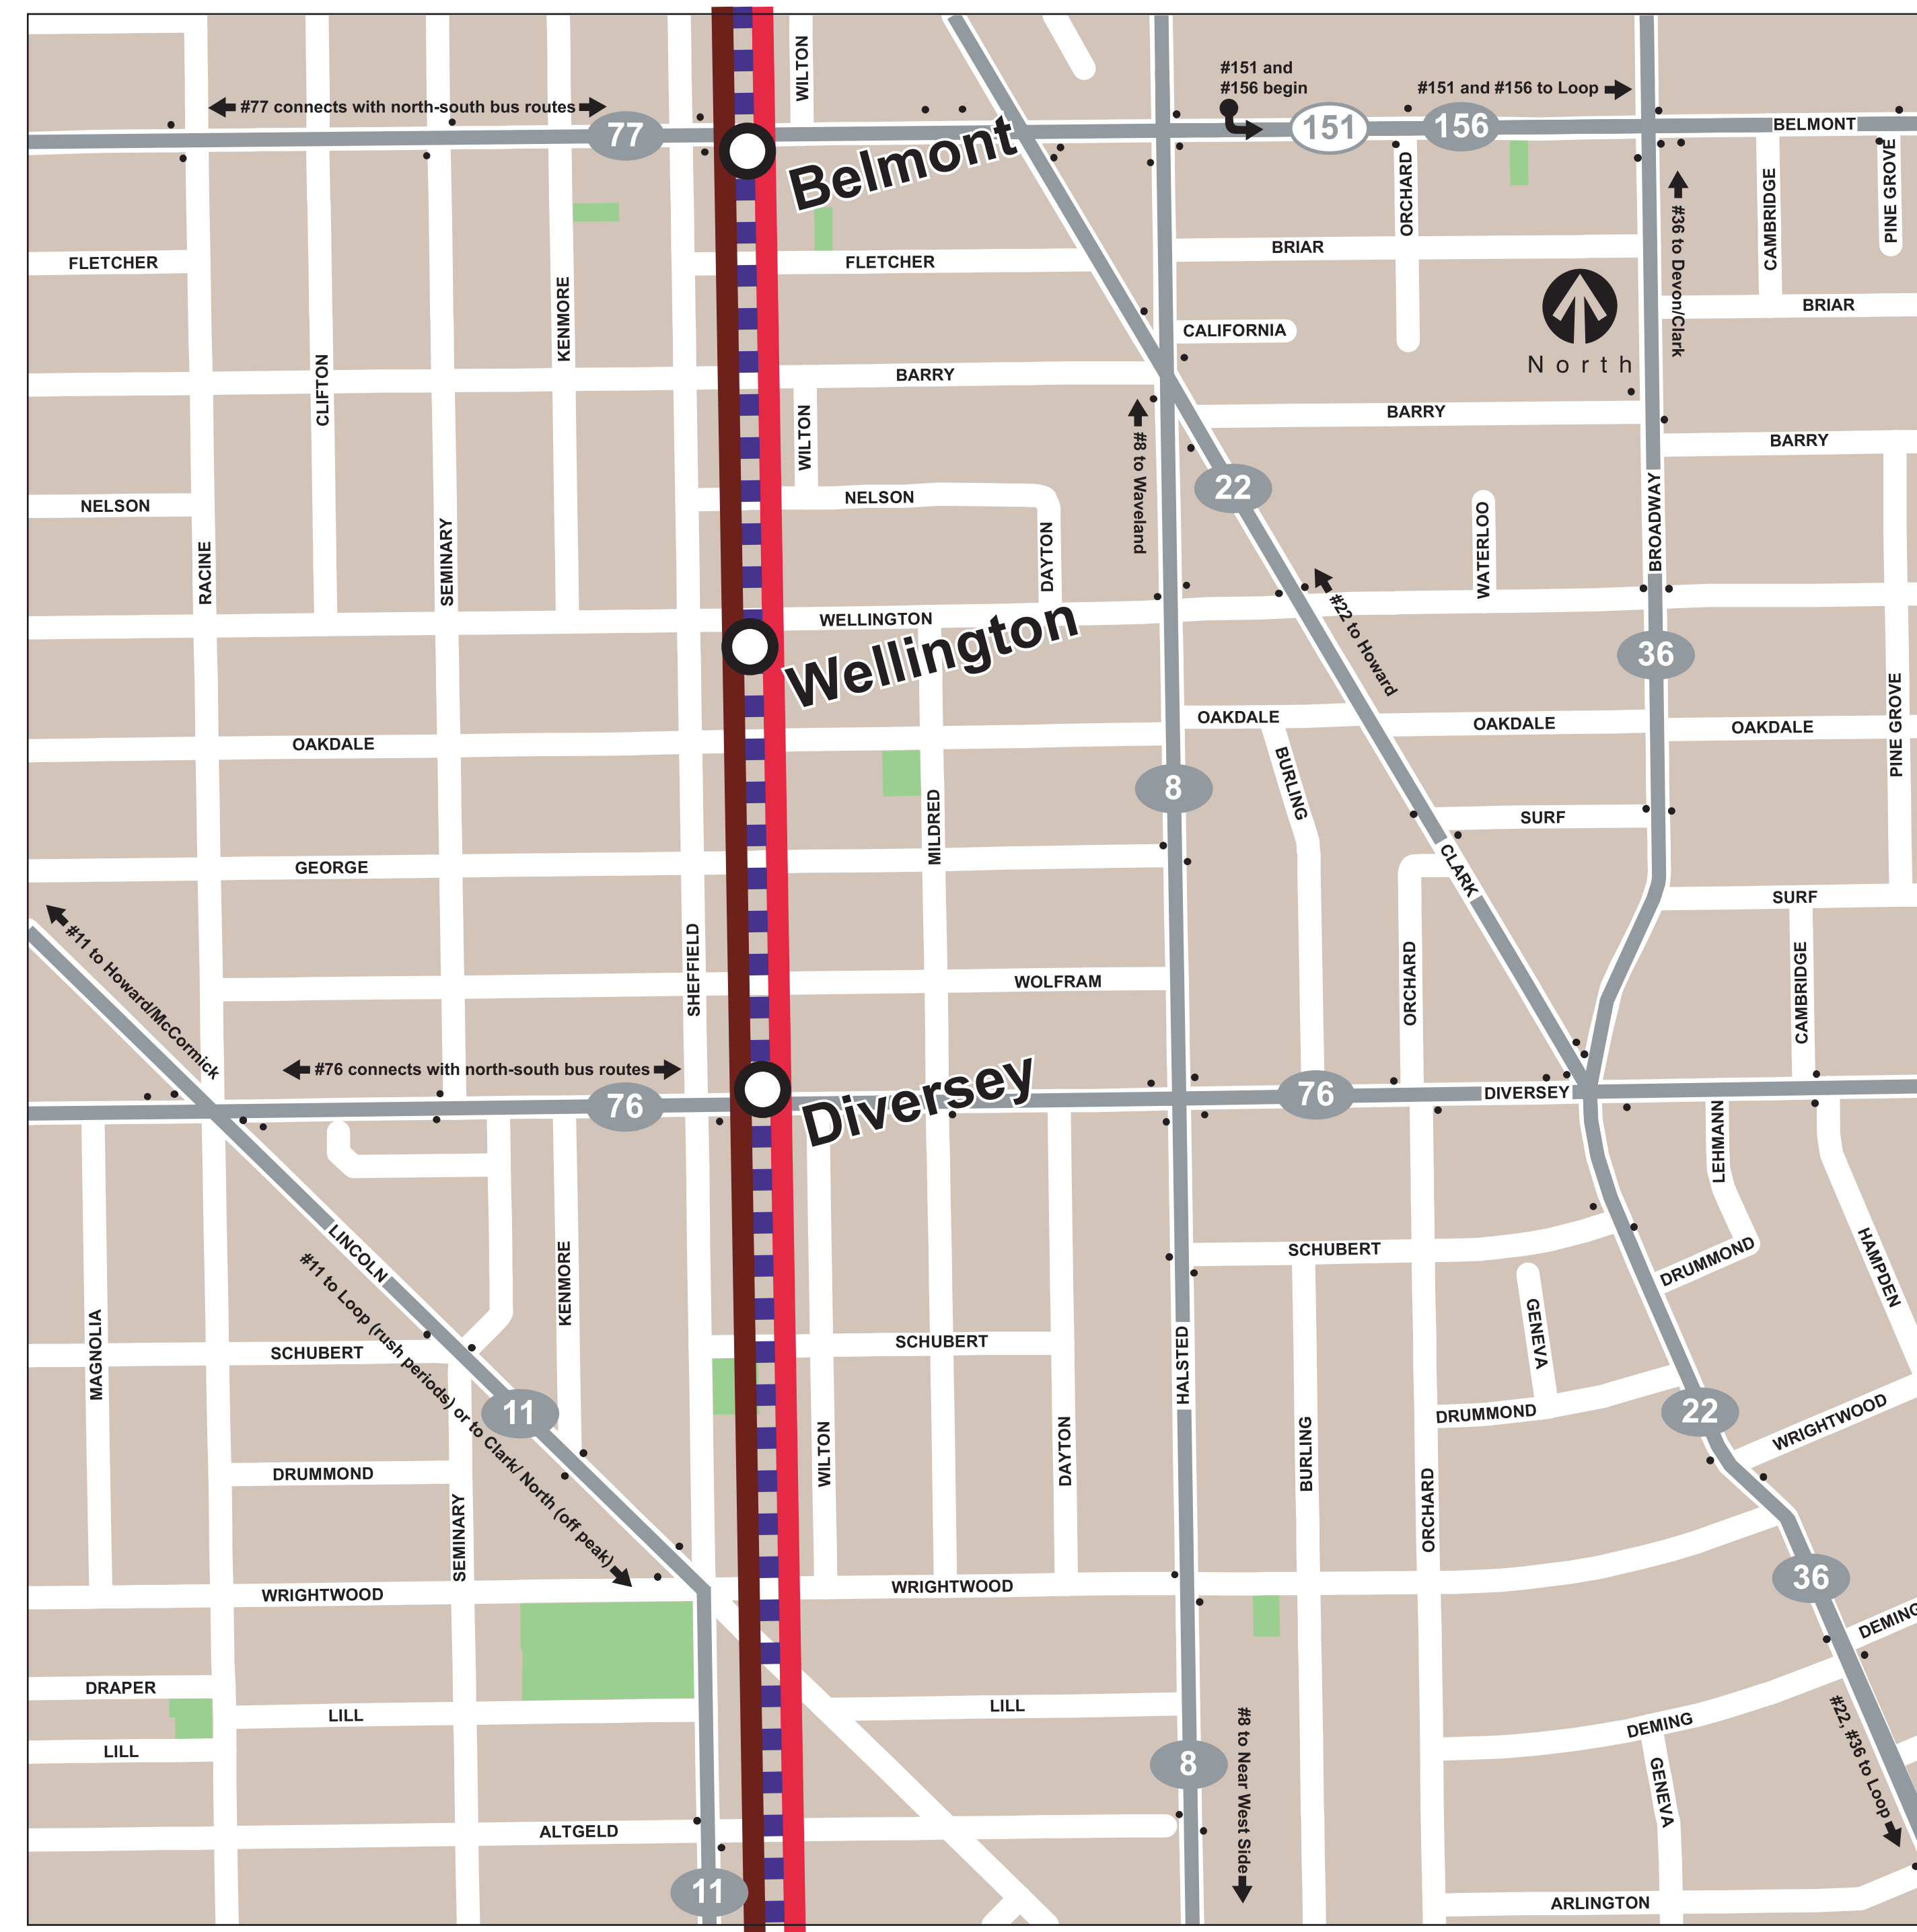 WILTON
#151 and
#156 begin
#151 and #156 to Loop
#77 connects with north-south bus routes
77
151
156
BELMONT
Belmont
ORCHARD
CAMBRIDGE
PINE GROVE
#36 to Devon/Clark
FLETCHER
FLETCHER
BRIAR
BRIAR
KENMORE
CALIFORNIA
North
CLIFTON
BARRY
BARRY
BARRY
WILTON
#8 to Waveland
22
NELSON
NELSON
RACINE
SEMINARY
DAYTON
WATERLOO
BROADWAY
WELLINGTON
Wellington
#22 to Howard
36
OAKDALE
OAKDALE
OAKDALE
OAKDALE
PINE GROVE
BURLING
8
MILDRED
SURF
GEORGE
CLARK
SURF
#11 to Howard/McCormick
SHEFFIELD
WOLFRAM
ORCHARD
CAMBRIDGE
#76 connects with north-south bus routes
76
Diversey
76
DIVERSEY
LEHMANN
LINCOLN
#11 to Loop (rush periods) or to Clark/ North (off peak)
KENMORE
SCHUBERT
DRUMMOND
HAMPDEN
MAGNOLIA
SCHUBERT
SCHUBERT
HALSTED
GENEVA
11
DRUMMOND
22
WRIGHTWOOD
DRUMMOND
SEMINARY
WILTON
DAYTON
BURLING
ORCHARD
WRIGHTWOOD
WRIGHTWOOD
36
DEMING
DRAPER
LILL
LILL
LILL
#8 to Near West Side
8
DEMING
GENEVA
#22, #36 to Loop
ALTGELD
11
ARLINGTON